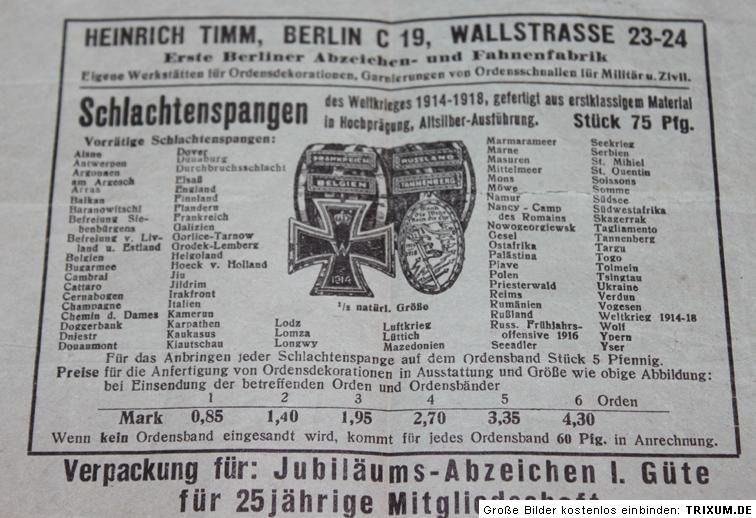 HEINRICH TIMM, BERLIN C 19, WALLSTRASSE 23-24
Erste Berliner Abzeichen- und Fahnenfabrik
Eigene Werkstätten für Ordensdekorationen, Garnierungen von Ordensschnallen für Militär u. Zivil.
Schlachtenspangen
des Weltkrieges 1914-1918, gefertigt aus erstklassigem Material
in Hochprägung, Altsilber-Ausführung. Stück 75 Pfg.
Vorrätige Schlachtenspangen:
Aisne
Antwerpen
Argonnen
am Argesch
Arras
Balkan
Baranowitschi
Befreiung Sie-
benbürgens
Befreiung v. Liv-
land u. Estland
Belgien
Bugarmee
Cambrai
Cattaro
Cernabogen
Champagne
Chemin d. Dames
Doggerbank
Dnjestr
Douaumont
Dover
Dünaburg
Durchbruchsschlacht
Elsaß
England
Finnland
Flandern
Frankreich
Galizien
Gorlice-Tarnow
Grodek-Lemberg
Helgoland
Hoeck v. Holland
Jiu
Jildrim
Irakfront
Italien
Kamerun
Karpathen
Kaukasus
Kiautschau
Lodz
Lomza
Longwy
FRANKREICH
BELGIEN
RUSSLAND
TANNENBERG
W
1914
⅓ natürl. Größe
Luftkrieg
Lüttich
Mazedonien
Marmarameer
Marne
Masuren
Mittelmeer
Mons
Möwe
Namur
Nancy - Camp
des Romains
Nowogeorgiewsk
Oesel
Ostafrika
Palästina
Piave
Polen
Priesterwald
Reims
Rumänien
Rußland
Russ. Frühjahrs-
offensive 1916
Seeadler
Seekrieg
Serbien
St. Mihiel
St. Quentin
Soissons
Somme
Südsee
Südwestafrika
Skagerrak
Tagliamento
Tannenberg
Targu
Togo
Tolmein
Tsingtau
Ukraine
Verdun
Vogesen
Weltkrieg 1914-18
Wolf
Ypern
Yser
Für das Anbringen jeder Schlachtenspange auf dem Ordensband Stück 5 Pfennig.
Preise für die Anfertigung von Ordensdekorationen in Ausstattung und Größe wie obige Abbildung:
bei Einsendung der betreffenden Orden und Ordensbänder
1 2 3 4 5 6 Orden
Mark 0,85 1,40 1,95 2,70 3,35 4,30
Wenn kein Ordensband eingesandt wird, kommt für jedes Ordensband 60 Pfg. in Anrechnung.
Verpackung für: Jubiläums-Abzeichen I. Güte
für 25jährige Mitgliedschaft
Große Bilder kostenlos einbinden: TRIXUM.DE